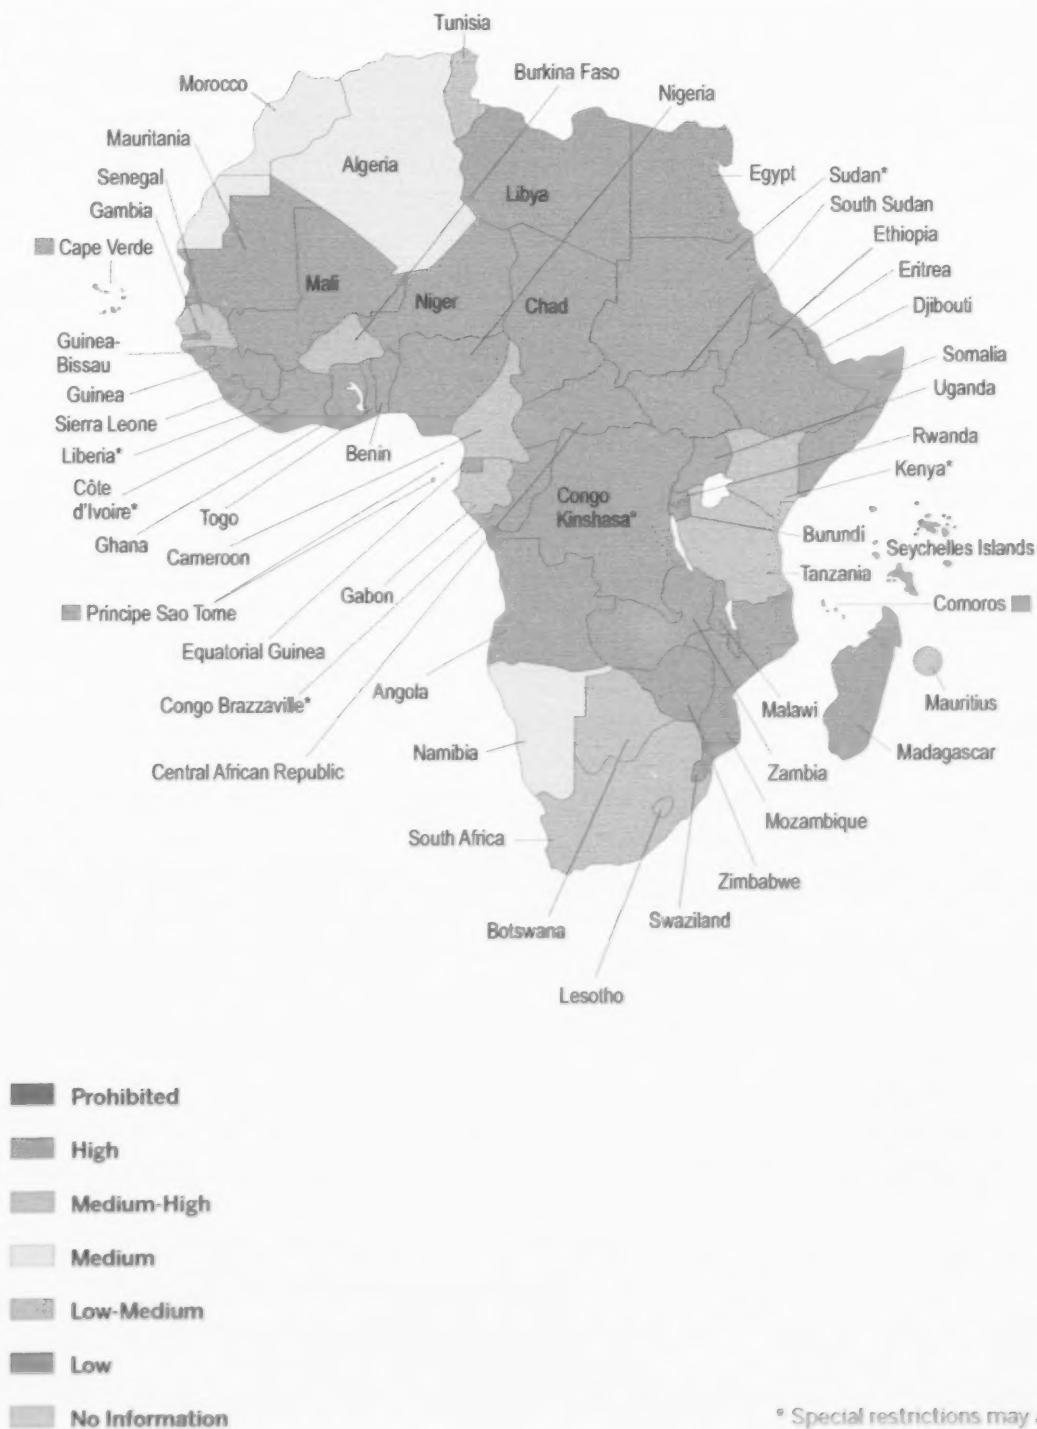 Tunisia
Burkina Faso
Nigeria
Morocco
Mauritania
Algeria
Senegal
Gambia
Cape Verde
Libya
Egypt
Sudan*
South Sudan
Ethiopia
Eritrea
Djibouti
Mali
Niger
Chad
Guinea-
Bissau
Guinea
Sierra Leone
Liberia*
Côte
d'Ivoire*
Ghana
Togo
Benin
Cameroon
Somalia
Uganda
Rwanda
Kenya*
Congo
Kinshasa*
Burundi
Seychelles Islands
Tanzania
Comoros
Gabon
Principe Sao Tome
Equatorial Guinea
Congo Brazzaville*
Angola
Central African Republic
Namibia
Malawi
Mauritius
Madagascar
Zambia
Mozambique
South Africa
Zimbabwe
Swaziland
Botswana
Lesotho
Prohibited
High
Medium-High
Medium
Low-Medium
Low
No Information
* Special restrictions may